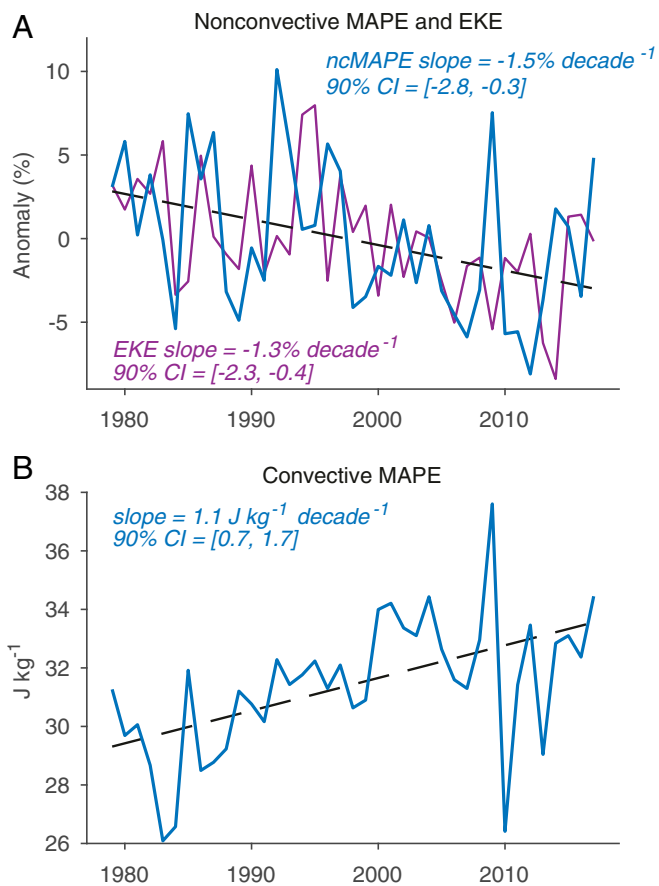 A
Nonconvective MAPE and EKE
ncMAPE slope = -1.5% decade⁻¹
90% CI = [-2.8, -0.3]
10
5
0
-5
Anomaly (%)
EKE slope = -1.3% decade⁻¹
90% CI = [-2.3, -0.4]
1980
1990
2000
2010
B
Convective MAPE
slope = 1.1 J kg⁻¹ decade⁻¹
90% CI = [0.7, 1.7]
38
36
34
32
30
28
26
J kg⁻¹
1980
1990
2000
2010